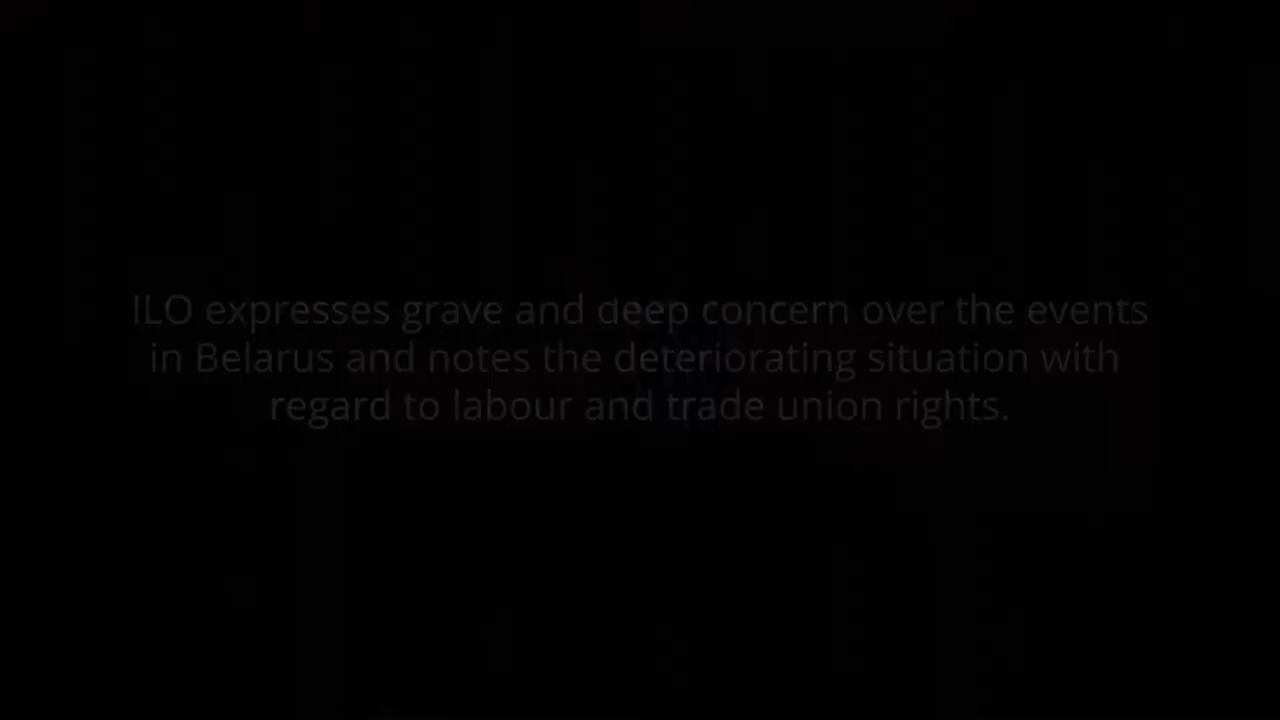 ILO expresses grave and deep concern over the events
in Belarus and notes the deteriorating situation with
regard to labour and trade union rights.